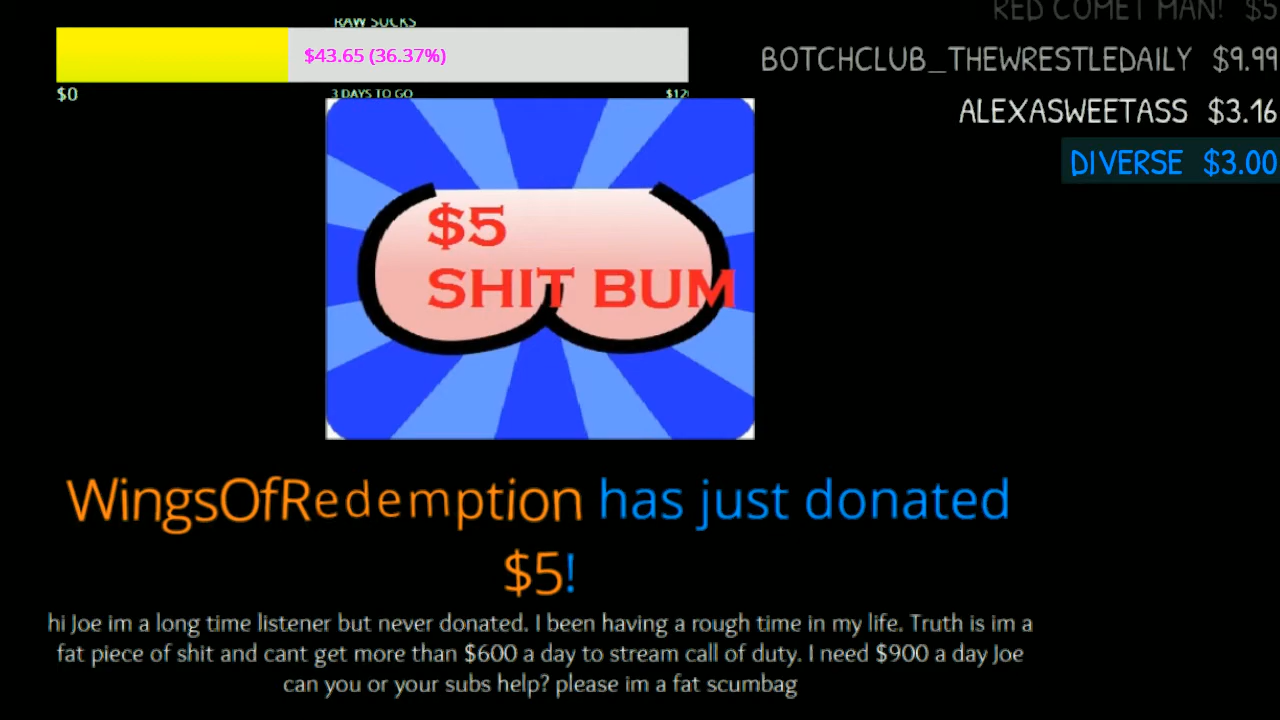 RAW SUCKS
$43.65 (36.37%)
$0
3 DAYS TO GO
RED COMET MAN! $5
BOTCHCLUB_THEWRESTLEDAILY $9.99
ALEXASWEETASS $3.16
DIVERSE $3.00
$5
SHIT BUM
WingsOfRedemption has just donated
$5!
hi Joe im a long time listener but never donated. I been having a rough time in my life. Truth is im a
fat piece of shit and cant get more than $600 a day to stream call of duty. I need $900 a day Joe
can you or your subs help? please im a fat scumbag